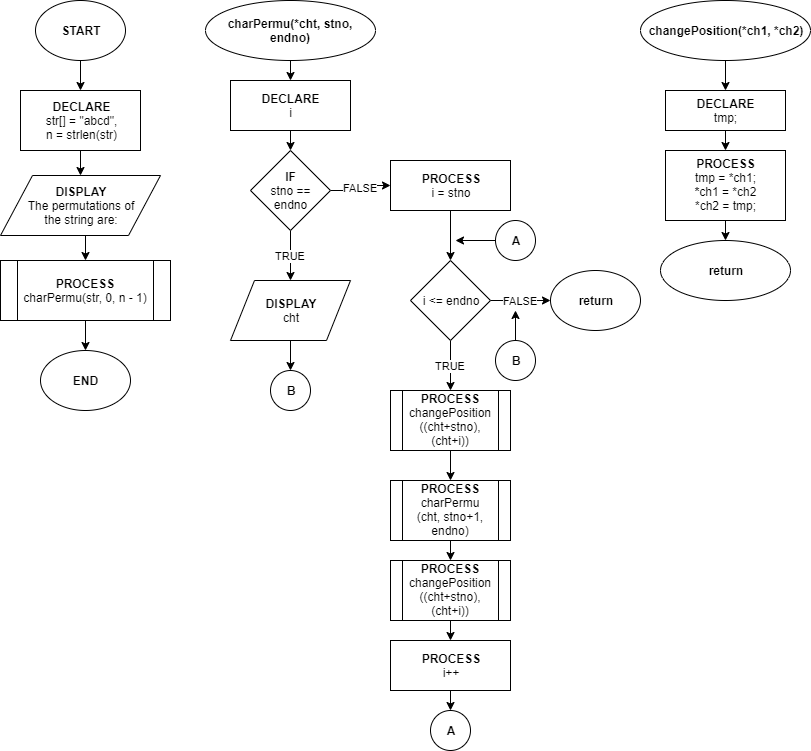 START
DECLARE
str[] = "abcd",
n = strlen(str)
DISPLAY
The permutations of
the string are:
PROCESS
charPermu(str, 0, n - 1)
END
charPermu(*cht, stno,
endno)
DECLARE
i
IF
stno ==
endno
FALSE
TRUE
DISPLAY
cht
B
PROCESS
i = stno
A
i <= endno
FALSE
return
B
TRUE
PROCESS
changePosition
((cht+stno),
(cht+i))
PROCESS
charPermu
(cht, stno+1,
endno)
PROCESS
changePosition
((cht+stno),
(cht+i))
PROCESS
i++
A
changePosition(*ch1, *ch2)
DECLARE
tmp;
PROCESS
tmp = *ch1;
*ch1 = *ch2
*ch2 = tmp;
return